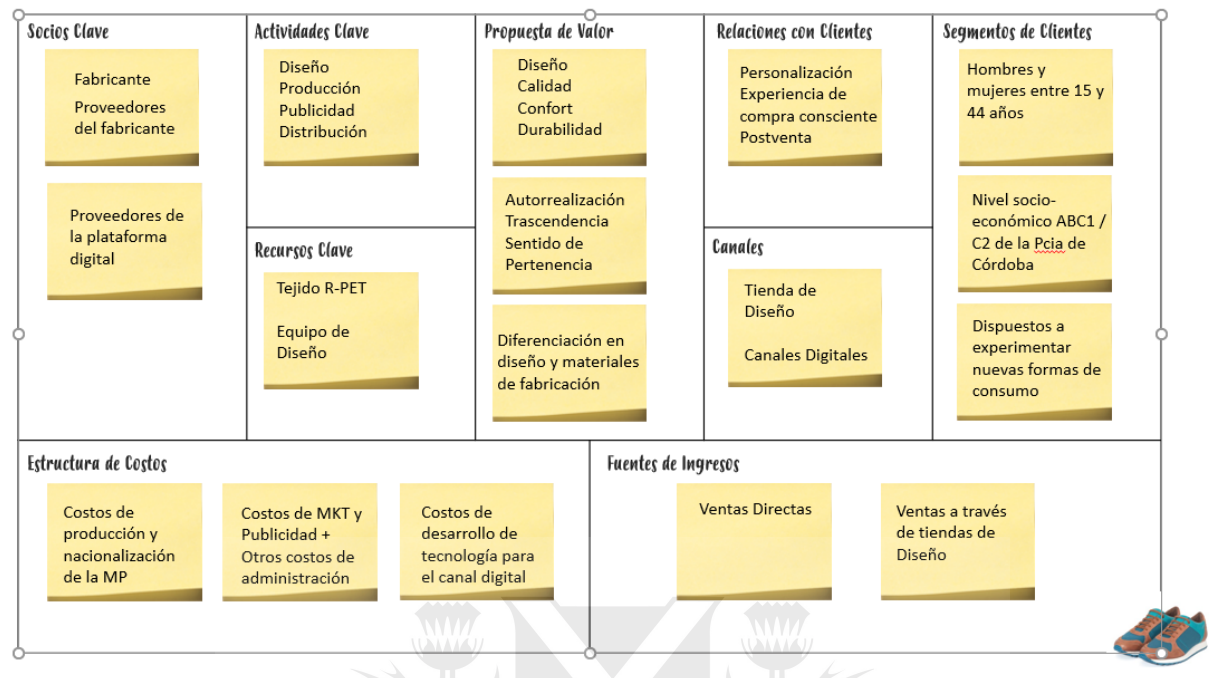 Socios Clave
Fabricante
Proveedores
del fabricante
Proveedores de
la plataforma
digital
Actividades Clave
Diseño
Producción
Publicidad
Distribución
Recursos Clave
Tejido R-PET
Equipo de
Diseño
Propuesta de Valor
Diseño
Calidad
Confort
Durabilidad
Autorrealización
Trascendencia
Sentido de
Pertenencia
Diferenciación en
diseño y materiales
de fabricación
Relaciones con Clientes
Personalización
Experiencia de
compra consciente
Postventa
Canales
Tienda de
Diseño
Canales Digitales
Segmentos de Clientes
Hombres y
mujeres entre 15 y
44 años
Nivel socio-
económico ABC1 /
C2 de la Pcia de
Córdoba
Dispuestos a
experimentar
nuevas formas de
consumo
Estructura de Costos
Costos de
producción y
nacionalización
de la MP
Costos de MKT y
Publicidad +
Otros costos de
administración
Costos de
desarrollo de
tecnología para
el canal digital
Fuentes de Ingresos
Ventas Directas
Ventas a través
de tiendas de
Diseño